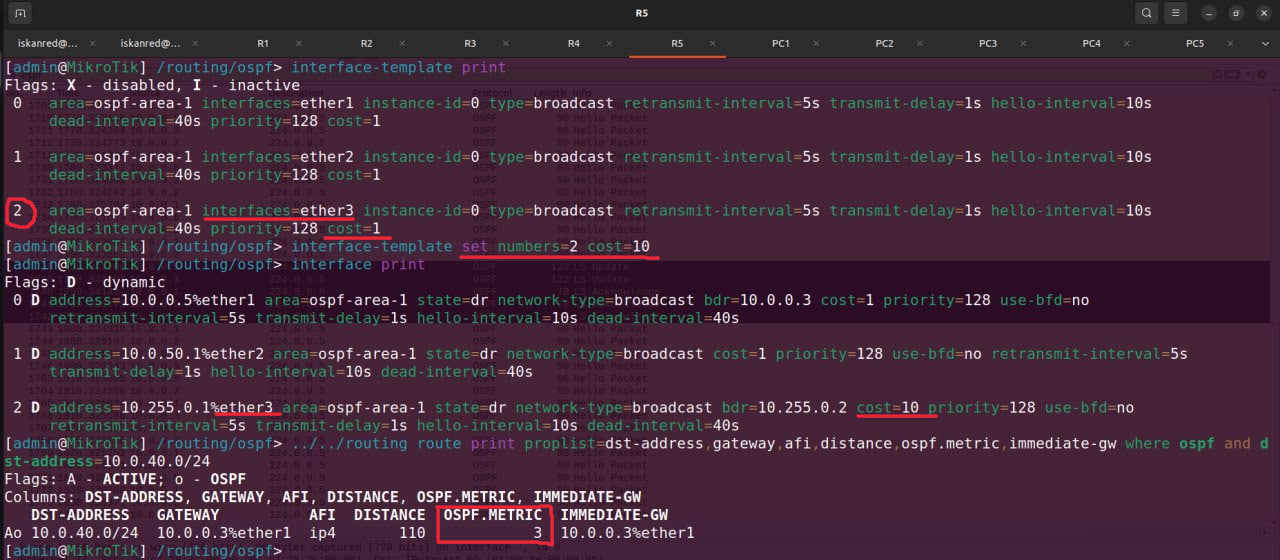 R5
iskanred@... × iskanred@... × R1 × R2 × R3 × R4 × R5 × PC1 × PC2 × PC3 × PC4 × PC5 ×
[admin@MikroTik] /routing/ospf> interface-template print
Flags: X - disabled, I - inactive
0 area=ospf-area-1 interfaces=ether1 instance-id=0 type=broadcast retransmit-interval=5s transmit-delay=1s hello-interval=10s
dead-interval=40s priority=128 cost=1
1 area=ospf-area-1 interfaces=ether2 instance-id=0 type=broadcast retransmit-interval=5s transmit-delay=1s hello-interval=10s
dead-interval=40s priority=128 cost=1
2 area=ospf-area-1 interfaces=ether3 instance-id=0 type=broadcast retransmit-interval=5s transmit-delay=1s hello-interval=10s
dead-interval=40s priority=128 cost=1
[admin@MikroTik] /routing/ospf> interface-template set numbers=2 cost=10
[admin@MikroTik] /routing/ospf> interface print
Flags: D - dynamic
0 D address=10.0.0.5%ether1 area=ospf-area-1 state=dr network-type=broadcast bdr=10.0.0.3 cost=1 priority=128 use-bfd=no
retransmit-interval=5s transmit-delay=1s hello-interval=10s dead-interval=40s
1 D address=10.0.50.1%ether2 area=ospf-area-1 state=dr network-type=broadcast cost=1 priority=128 use-bfd=no retransmit-interval=5s
transmit-delay=1s hello-interval=10s dead-interval=40s
2 D address=10.255.0.1%ether3 area=ospf-area-1 state=dr network-type=broadcast bdr=10.255.0.2 cost=10 priority=128 use-bfd=no
retransmit-interval=5s transmit-delay=1s hello-interval=10s dead-interval=40s
[admin@MikroTik] /routing/ospf> ../../routing route print proplist=dst-address,gateway,afi,distance,ospf.metric,immediate-gw where ospf and d
st-address=10.0.40.0/24
Flags: A - ACTIVE; o - OSPF
Columns: DST-ADDRESS, GATEWAY, AFI, DISTANCE, OSPF.METRIC, IMMEDIATE-GW
DST-ADDRESS GATEWAY AFI DISTANCE OSPF.METRIC IMMEDIATE-GW
Ao 10.0.40.0/24 10.0.0.3%ether1 ip4 110 3 10.0.0.3%ether1
[admin@MikroTik] /routing/ospf>